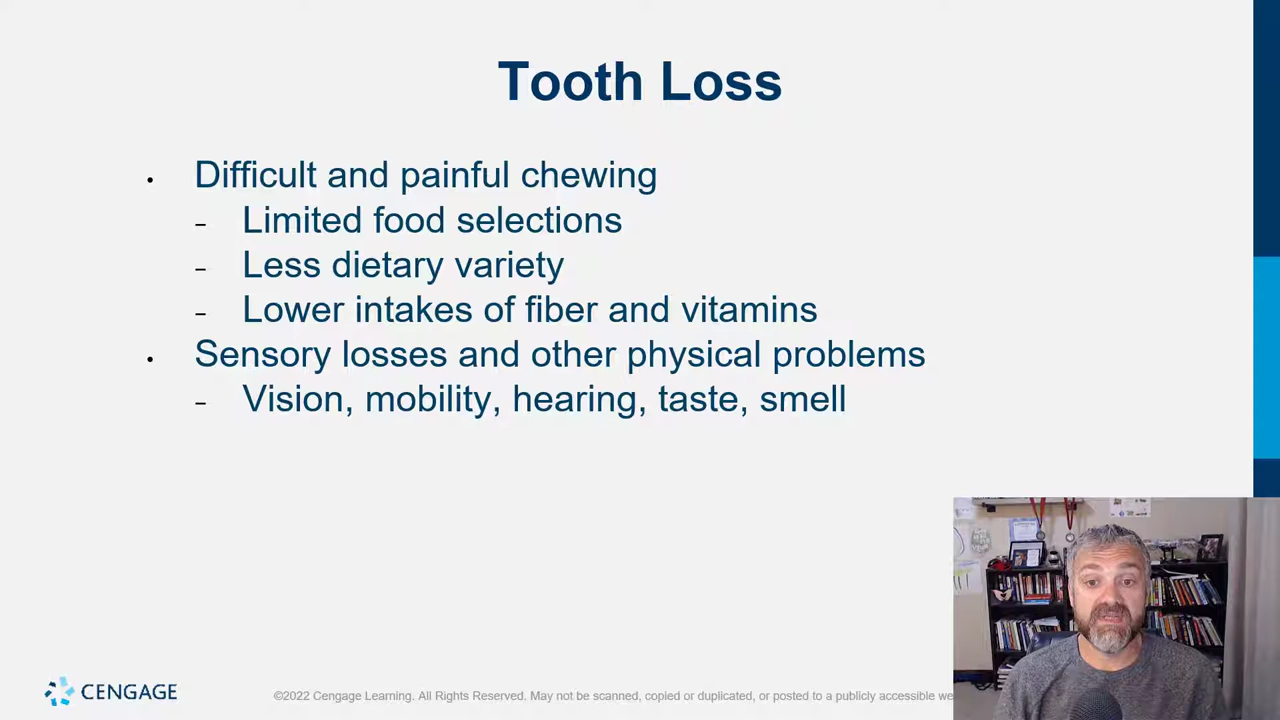 Tooth Loss
• Difficult and painful chewing
– Limited food selections
– Less dietary variety
– Lower intakes of fiber and vitamins
• Sensory losses and other physical problems
– Vision, mobility, hearing, taste, smell
CENGAGE
©2022 Cengage Learning. All Rights Reserved. May not be scanned, copied or duplicated, or posted to a publicly accessible